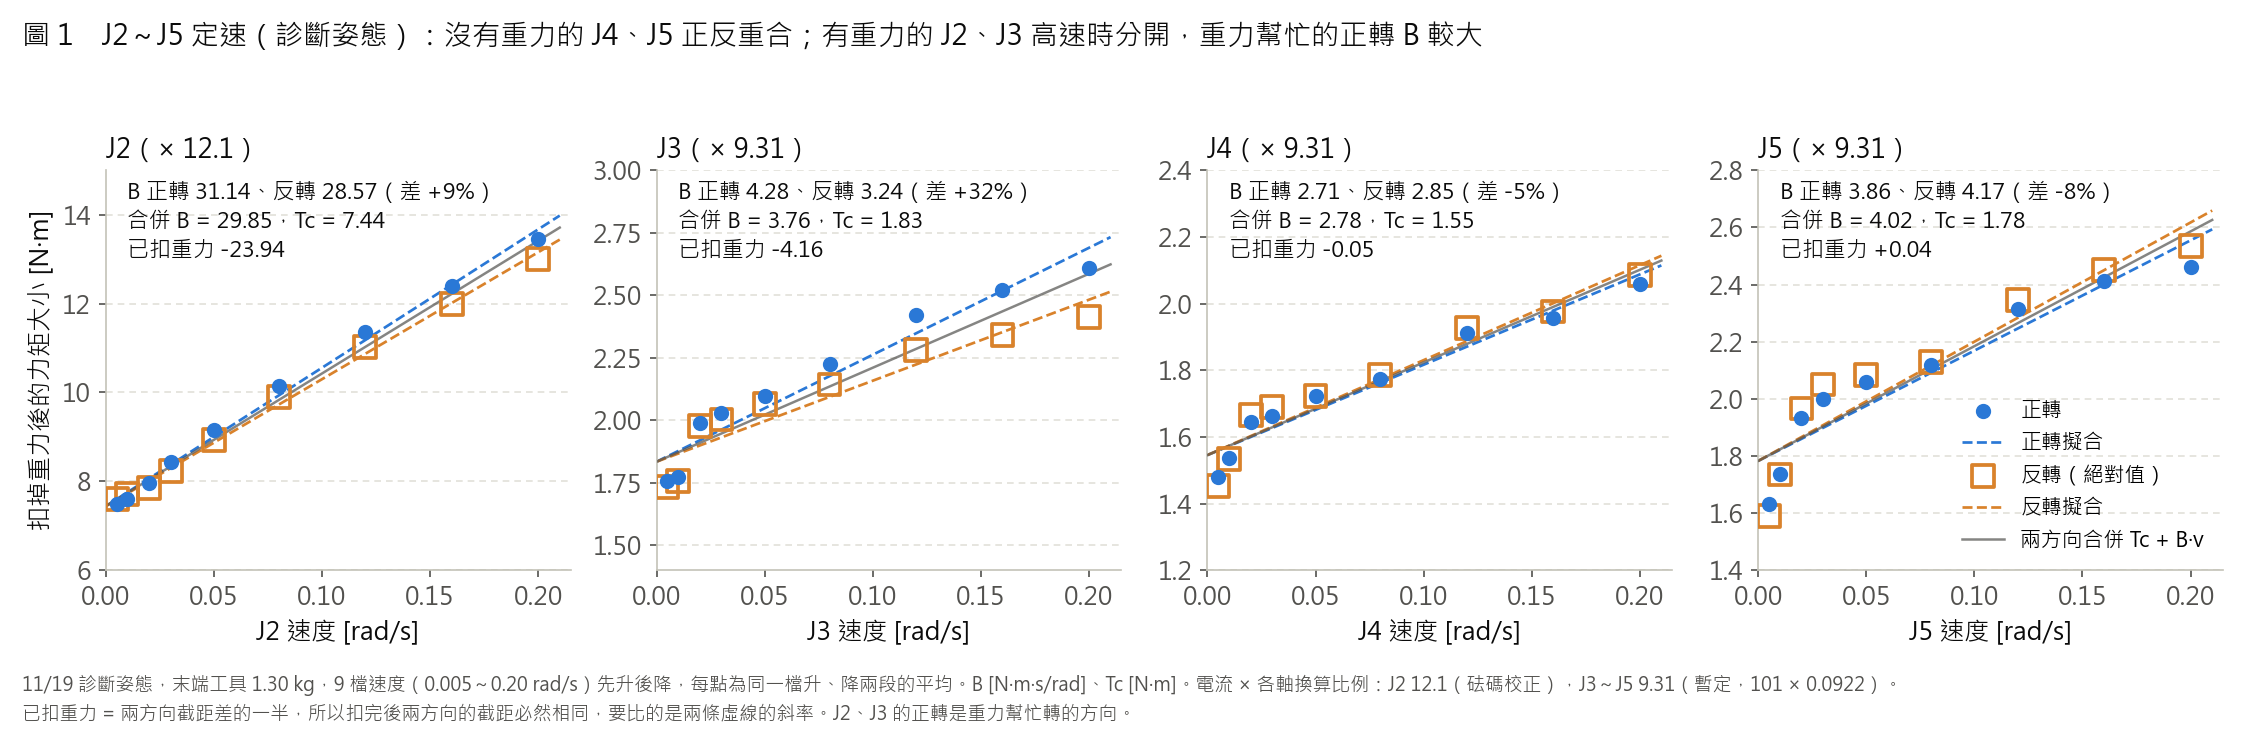 圖 1　J2～J5 定速（診斷姿態）：沒有重力的 J4、J5 正反重合；有重力的 J2、J3 高速時分開，重力幫忙的正轉 B 較大
扣掉重力後的力矩大小 [N·m]
J2（× 12.1）
B 正轉 31.14、反轉 28.57（差 +9%）
合併 B = 29.85，Tc = 7.44
已扣重力 -23.94
14
12
10
8
6
0.00 0.05 0.10 0.15 0.20
J2 速度 [rad/s]
J3（× 9.31）
B 正轉 4.28、反轉 3.24（差 +32%）
合併 B = 3.76，Tc = 1.83
已扣重力 -4.16
3.00
2.75
2.50
2.25
2.00
1.75
1.50
0.00 0.05 0.10 0.15 0.20
J3 速度 [rad/s]
J4（× 9.31）
B 正轉 2.71、反轉 2.85（差 -5%）
合併 B = 2.78，Tc = 1.55
已扣重力 -0.05
2.4
2.2
2.0
1.8
1.6
1.4
1.2
0.00 0.05 0.10 0.15 0.20
J4 速度 [rad/s]
J5（× 9.31）
B 正轉 3.86、反轉 4.17（差 -8%）
合併 B = 4.02，Tc = 1.78
已扣重力 +0.04
2.8
2.6
2.4
2.2
2.0
1.8
1.6
1.4
正轉
正轉擬合
反轉（絕對值）
反轉擬合
兩方向合併 Tc + B·v
0.00 0.05 0.10 0.15 0.20
J5 速度 [rad/s]
11/19 診斷姿態，末端工具 1.30 kg，9 檔速度（0.005～0.20 rad/s）先升後降，每點為同一檔升、降兩段的平均。B [N·m·s/rad]、Tc [N·m]。電流 × 各軸換算比例：J2 12.1（砝碼校正），J3～J5 9.31（暫定，101 × 0.0922）。
已扣重力 = 兩方向截距差的一半，所以扣完後兩方向的截距必然相同，要比的是兩條虛線的斜率。J2、J3 的正轉是重力幫忙轉的方向。